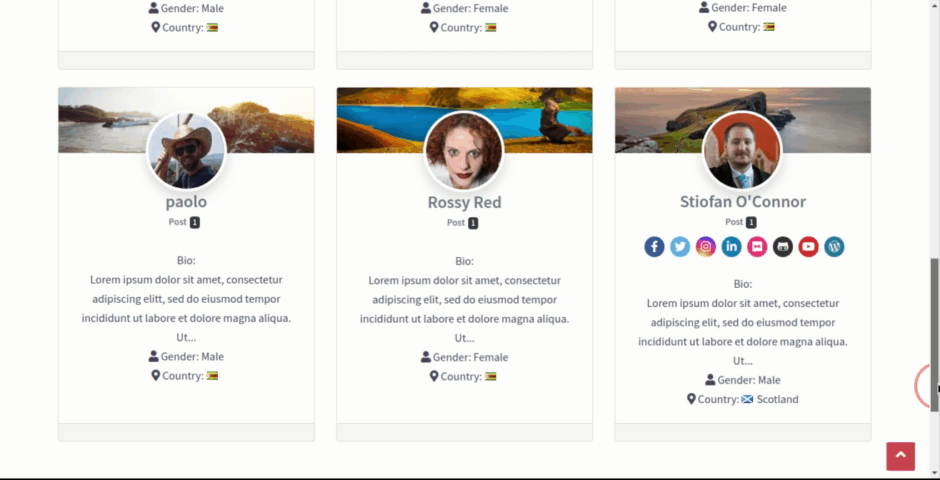 Gender: Male
Country:
Gender: Female
Country:
Gender: Female
Country:
paolo
Post 1
Bio:
Lorem ipsum dolor sit amet, consectetur
adipiscing elitt, sed do eiusmod tempor
incididunt ut labore et dolore magna aliqua.
Ut...
Gender: Male
Country:
Rossy Red
Post 1
Bio:
Lorem ipsum dolor sit amet, consectetur
adipiscing elit, sed do eiusmod tempor
incididunt ut labore et dolore magna aliqua.
Ut...
Gender: Female
Country:
Stiofan O'Connor
Post 1
Bio:
Lorem ipsum dolor sit amet, consectetur
adipiscing elit, sed do eiusmod tempor
incididunt ut labore et dolore magna aliqua.
Ut...
Gender: Male
Country: Scotland